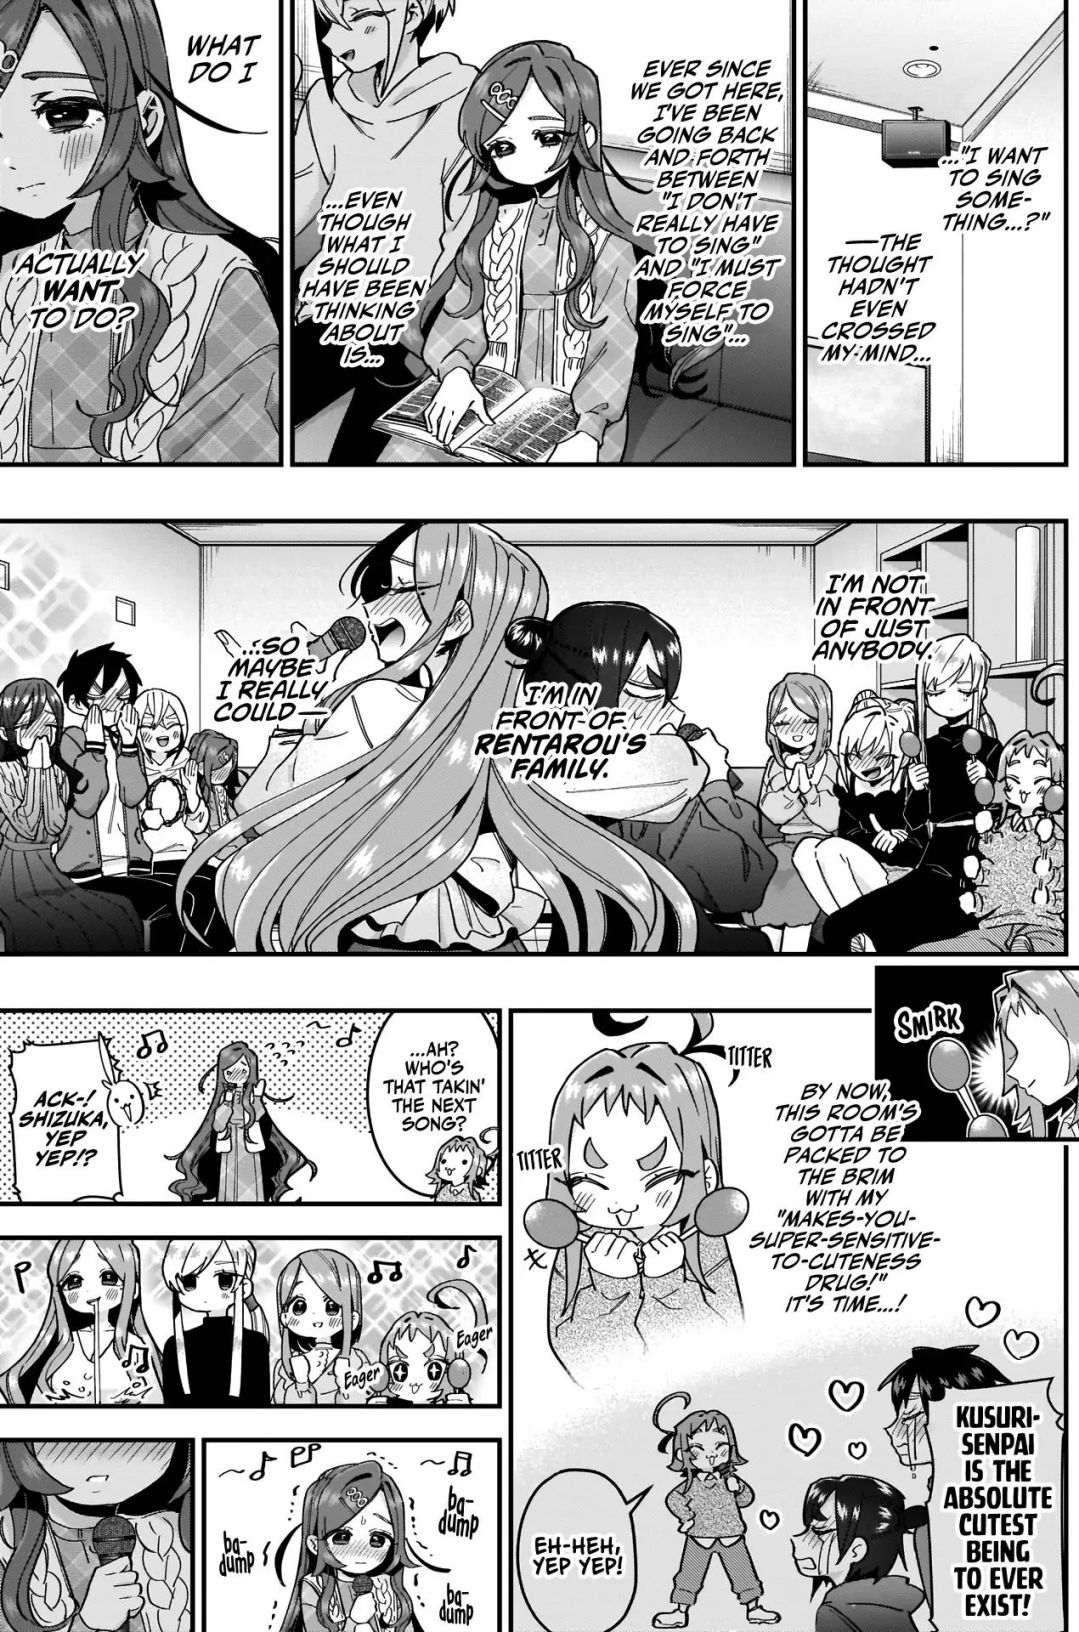 ..."I WANT
TO SING
SOME-
THING...?"
—THE
THOUGHT
HADN'T
EVEN
CROSSED
MY MIND...
EVER SINCE
WE GOT HERE,
I'VE BEEN
GOING BACK
AND FORTH
BETWEEN
"I DON'T
REALLY HAVE
TO SING"
AND "I MUST
FORCE
MYSELF TO
SING"...
...EVEN
THOUGH
WHAT I
SHOULD
HAVE BEEN
THINKING
ABOUT
IS...
WHAT
DO I
ACTUALLY
WANT
TO DO?
I'M NOT
IN FRONT
OF JUST
ANYBODY.
I'M IN
FRONT OF
RENTAROU'S
FAMILY.
...SO
MAYBE
I REALLY
COULD—
SMIRK
TITTER
TITTER
BY NOW,
THIS ROOM'S
GOTTA BE
PACKED TO
THE BRIM
WITH MY
"MAKES-YOU-
SUPER-SENSITIVE-
TO-CUTENESS
DRUG!"
IT'S TIME...!
KUSURI-
SENPAI
IS THE
ABSOLUTE
CUTEST
BEING
TO EVER
EXIST!
EH-HEH,
YEP YEP!
...AH?
WHO'S
THAT TAKIN'
THE NEXT
SONG?
ACK-!
SHIZUKA,
YEP
YEP!?
Eager
Eager
ba-
dump
ba-
dump
ba-
dump